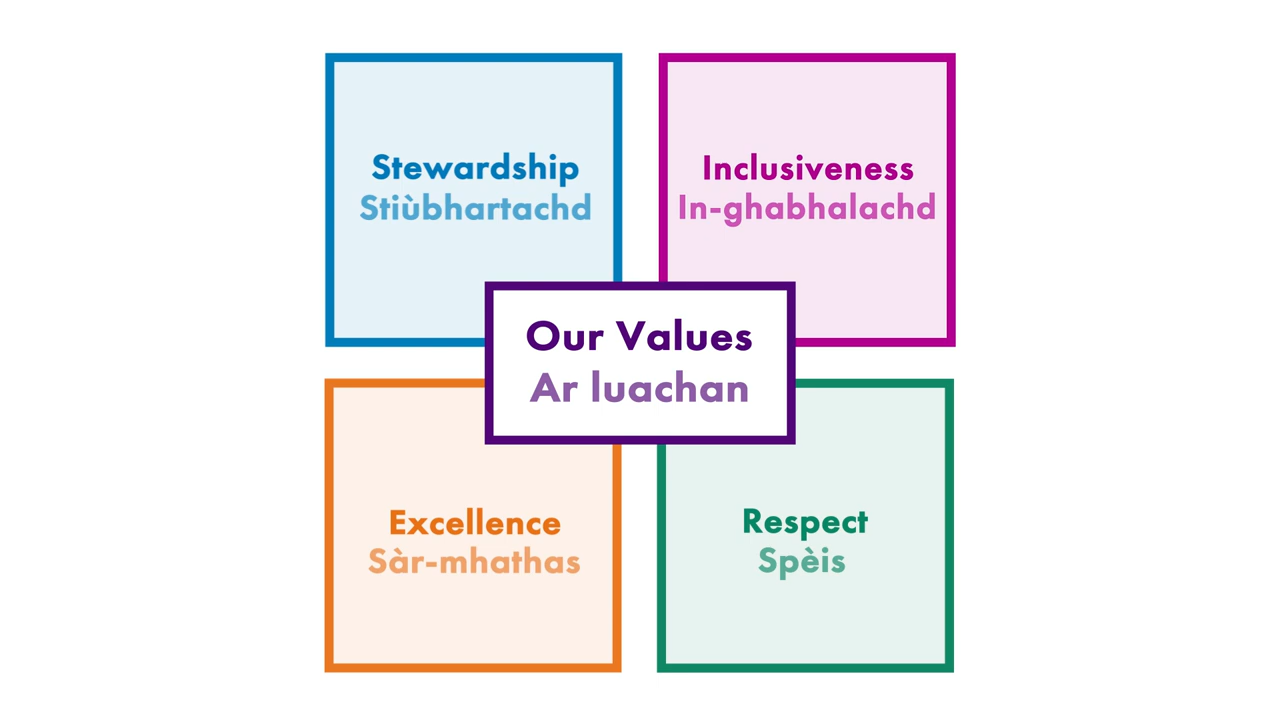 Stewardship
Stiùbhartachd
Inclusiveness
In-ghabhalachd
Our Values
Ar luachan
Excellence
Sàr-mhathas
Respect
Spèis